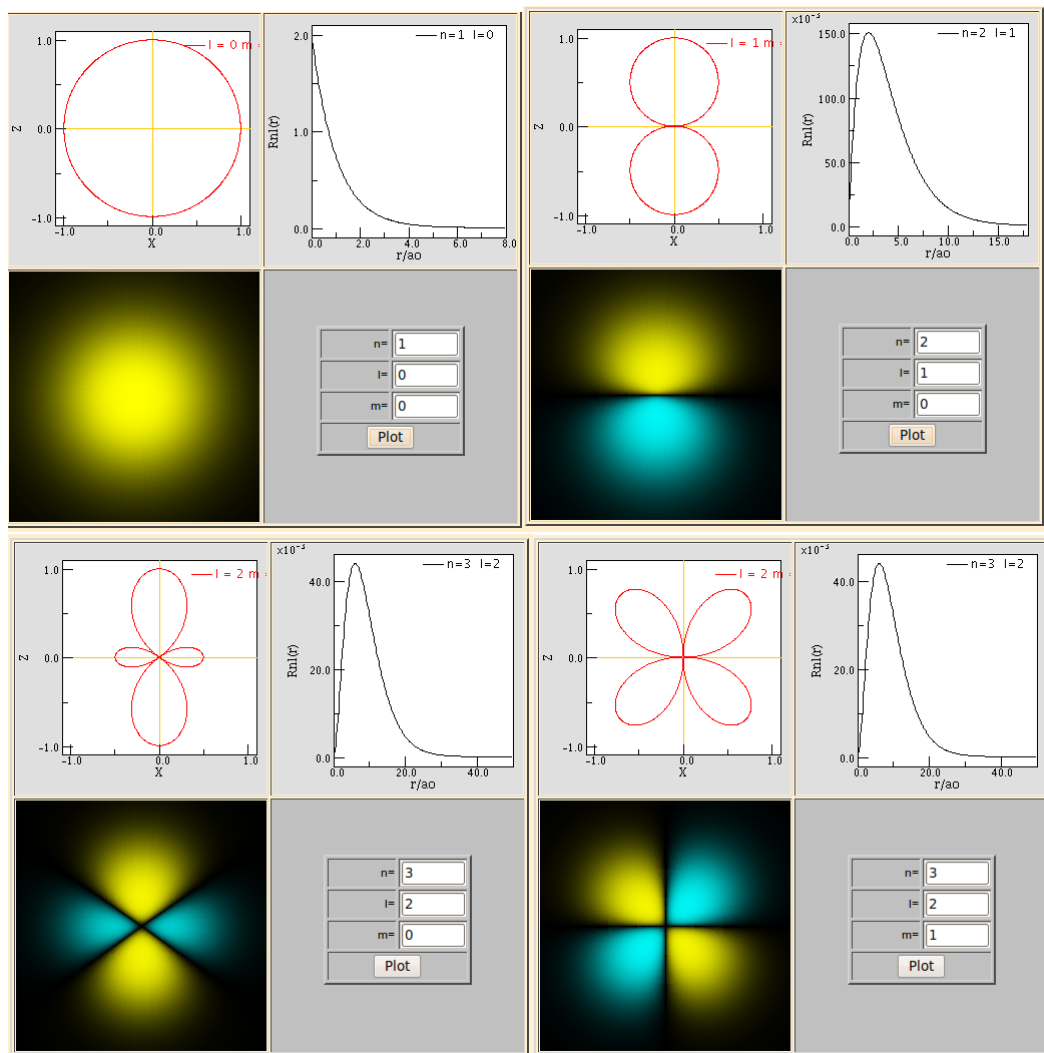 1.0
0.0
-1.0
-1.0
0.0
1.0
Z
X
l = 0 m =
2.0
1.0
0.0
0.0
2.0
4.0
6.0
8.0
Rnl(r)
r/ao
n=1 l=0
n= 1
l= 0
m= 0
Plot
1.0
0.0
-1.0
-1.0
0.0
1.0
Z
X
l = 1 m =
x10⁻³
150.0
100.0
50.0
0.0
0.0
5.0
10.0
15.0
Rnl(r)
r/ao
n=2 l=1
n= 2
l= 1
m= 0
Plot
1.0
0.0
-1.0
-1.0
0.0
1.0
Z
X
l = 2 m =
x10⁻³
40.0
20.0
0.0
0.0
20.0
40.0
Rnl(r)
r/ao
n=3 l=2
n= 3
l= 2
m= 0
Plot
1.0
0.0
-1.0
-1.0
0.0
1.0
Z
X
l = 2 m =
x10⁻³
40.0
20.0
0.0
0.0
20.0
40.0
Rnl(r)
r/ao
n=3 l=2
n= 3
l= 2
m= 1
Plot